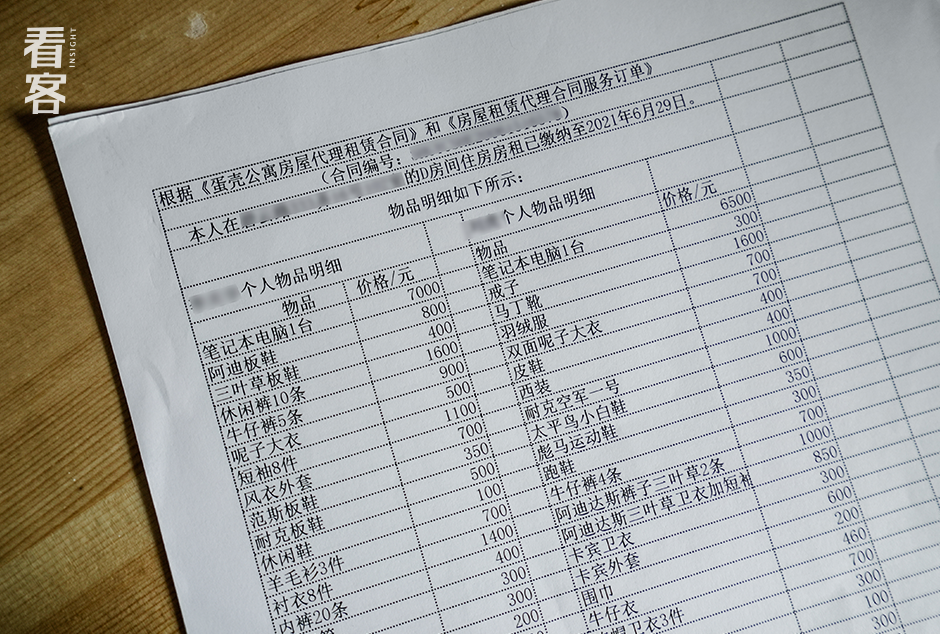 看客
INSIGHT
根据《蛋壳公寓房屋代理租赁合同》和《房屋租赁代理合同服务订单》
（合同编号：）
本人在的D房间住房房租已缴纳至2021年6月29日。
物品明细如下所示：
个人物品明细
物品 价格/元
笔记本电脑1台 7000
阿迪板鞋 800
三叶草板鞋 400
休闲裤10条 1600
牛仔裤5条 900
呢子大衣 500
短袖8件 1100
风衣外套 700
范斯板鞋 350
耐克板鞋 500
休闲鞋 100
羊毛衫3件 700
衬衣8件 1400
内裤20条 400
300
300
200
个人物品明细
物品 价格/元
笔记本电脑1台 6500
戒子 300
马丁靴 1600
羽绒服 700
双面呢子大衣 700
皮鞋 400
西装 400
耐克空军一号 1000
太平鸟小白鞋 600
彪马运动鞋 350
跑鞋 300
牛仔裤4条 700
阿迪达斯裤子三叶草2条 1000
阿迪达斯三叶草卫衣加短袖 850
卡宾卫衣 300
卡宾外套 600
围巾 200
牛仔衣 460
帽卫衣3件 700
300
100
300